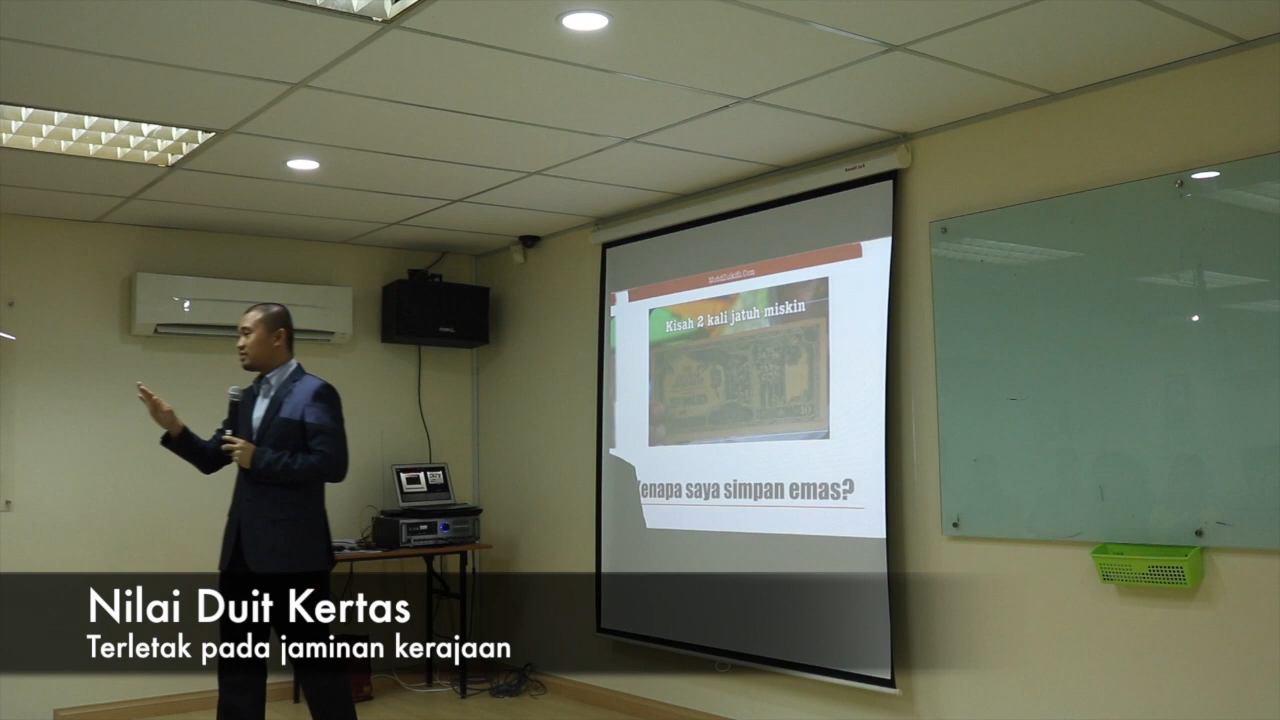 Kisah 2 kali jatuh miskin
enapa saya simpan emas?
Nilai Duit Kertas
Terletak pada jaminan kerajaan